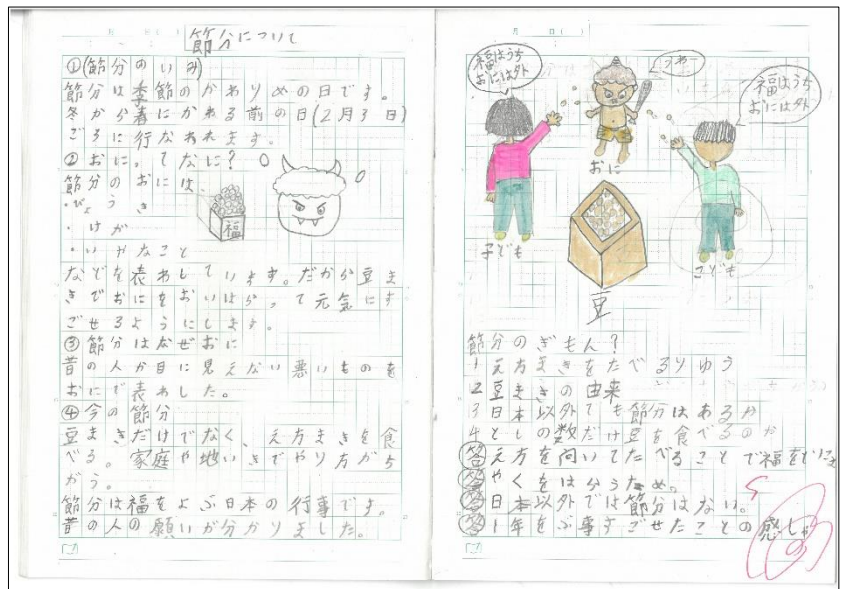 節分について
①(節分のいみ)
節分は季節のかわりめの日です。
冬から春にかわる前の日(2月3日)
ごろに行なわれます。
②おに。てなに?
節分のおには、
・びょうき
・けが
・いやなこと
などを表わしています。だから豆ま
きでおにをおいはらって元気にす
ごせるようにします。
③節分はなぜおに
昔の人が目に見えない悪いものを
おにで表わした。
④今の節分
豆まきだけでなく、え方まきを食
べる。家庭や地いきでやり方がち
がう。
節分は福をよぶ日本の行事です。
昔の人の願いが分かりました。
福
月 日( )
福はうち
おには外
うわー
福はうち
おには外
おに
子ども
こども
豆
節分のぎもん?
1 え方まきをたべるりゆう
2 豆まきの由来
3 日本以外でも節分はあるか
4 としの数だけ豆を食べるのか
答え方を向いてたべることで福を
答やくをはらうため。
答日本以外では節分はない。
答1年をぶ事すごせたことの感しゃ